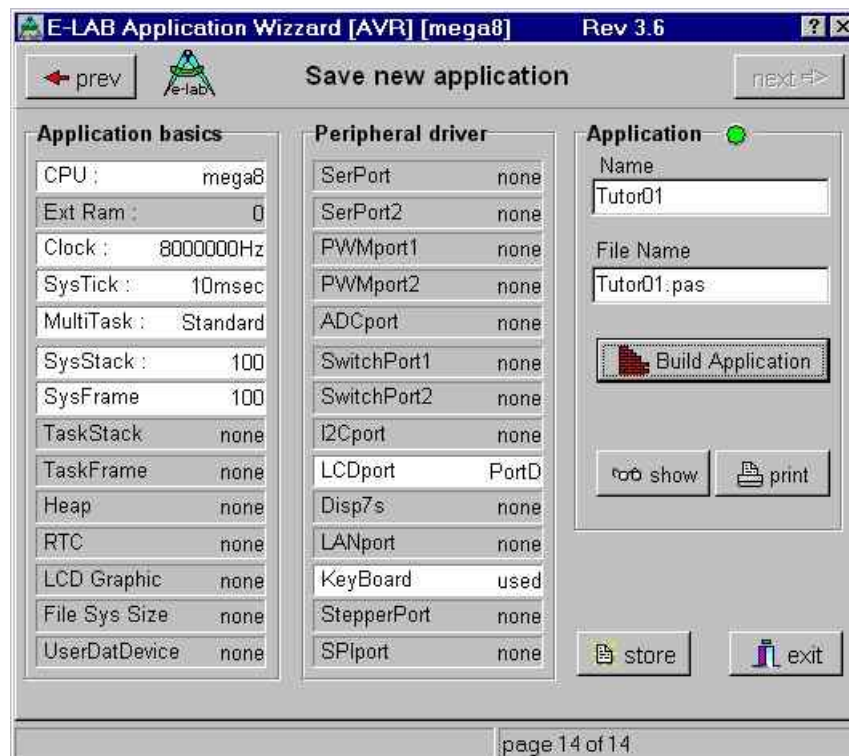 E-LAB Application Wizzard [AVR] [mega8] Rev 3.6 ? X
prev e-lab Save new application next =>
Application basics
CPU : mega8
Ext Ram : 0
Clock : 8000000Hz
SysTick : 10msec
MultiTask : Standard
SysStack : 100
SysFrame 100
TaskStack none
TaskFrame none
Heap none
RTC none
LCD Graphic none
File Sys Size none
UserDatDevice none
Peripheral driver
SerPort none
SerPort2 none
PWMport1 none
PWMport2 none
ADCport none
SwitchPort1 none
SwitchPort2 none
I2Cport none
LCDport PortD
Disp7s none
LANport none
KeyBoard used
StepperPort none
SPIport none
Application
Name
Tutor01
File Name
Tutor01.pas
Build Application
show print
store exit
page 14 of 14